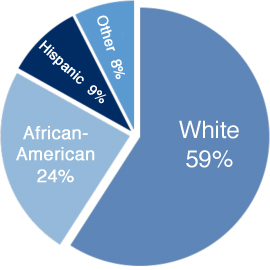 Other 8%
Hispanic 9%
White
59%
African-
American
24%